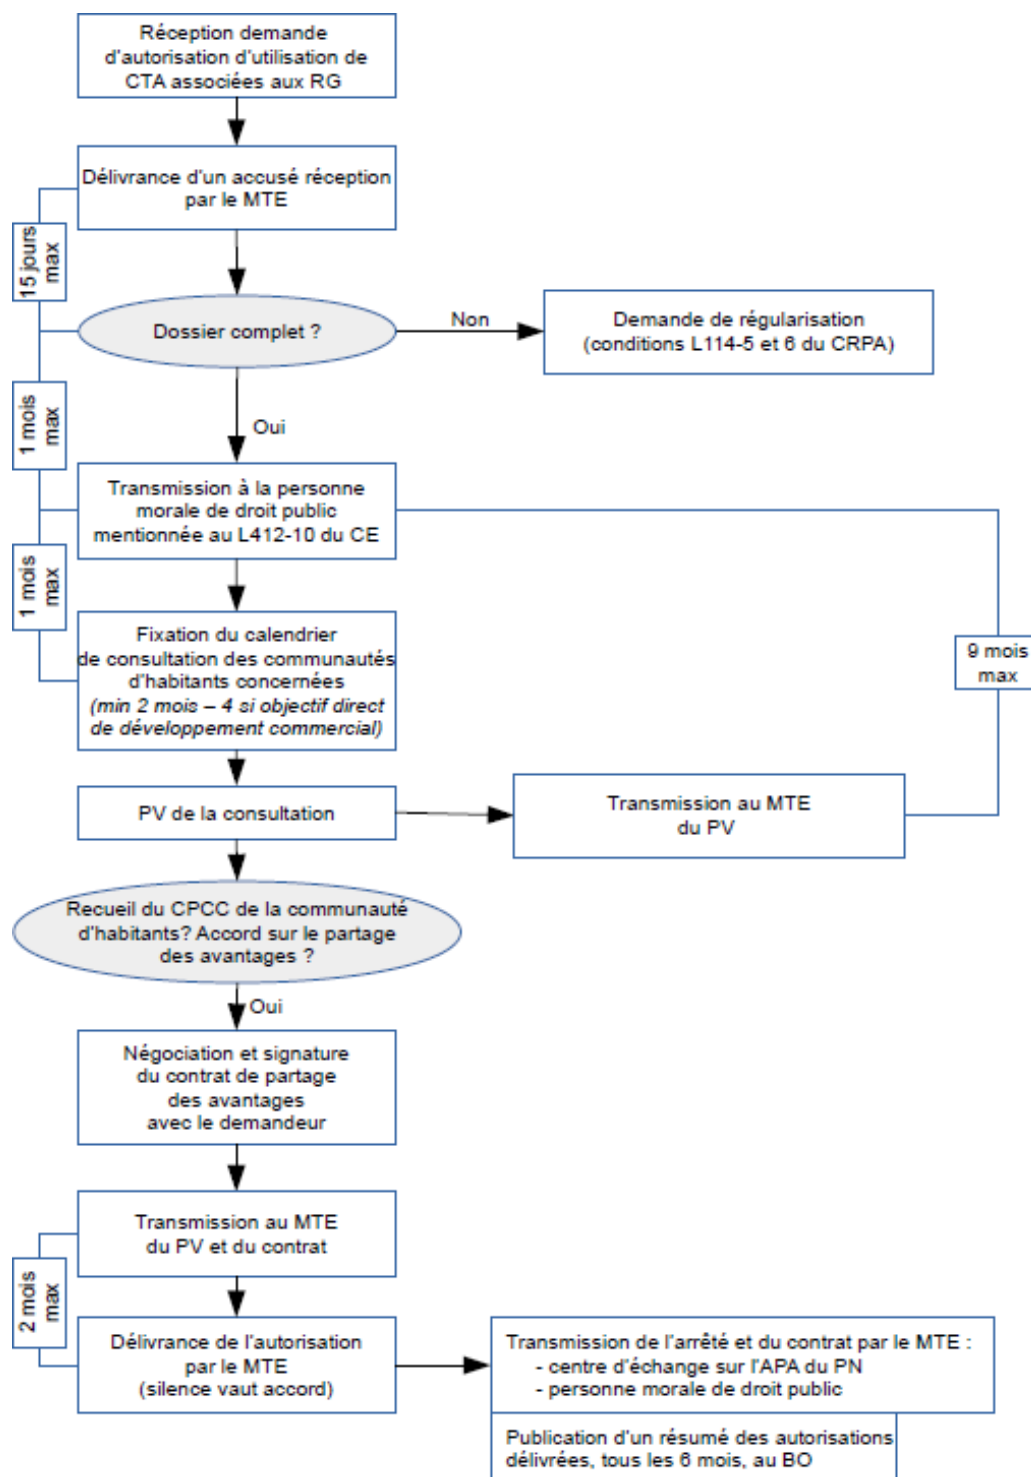 Réception demande
d'autorisation d'utilisation de
CTA associées aux RG
Délivrance d'un accusé réception
par le MTE
15 jours
max
Dossier complet ?
Non
Demande de régularisation
(conditions L114-5 et 6 du CRPA)
1 mois
max
Oui
Transmission à la personne
morale de droit public
mentionnée au L412-10 du CE
1 mois
max
Fixation du calendrier
de consultation des communautés
d'habitants concernées
(min 2 mois – 4 si objectif direct
de développement commercial)
9 mois
max
PV de la consultation
Transmission au MTE
du PV
Recueil du CPCC de la communauté
d'habitants? Accord sur le partage
des avantages ?
Oui
Négociation et signature
du contrat de partage
des avantages
avec le demandeur
Transmission au MTE
du PV et du contrat
2 mois
max
Délivrance de l'autorisation
par le MTE
(silence vaut accord)
Transmission de l'arrêté et du contrat par le MTE :
- centre d'échange sur l'APA du PN
- personne morale de droit public
Publication d'un résumé des autorisations
délivrées, tous les 6 mois, au BO